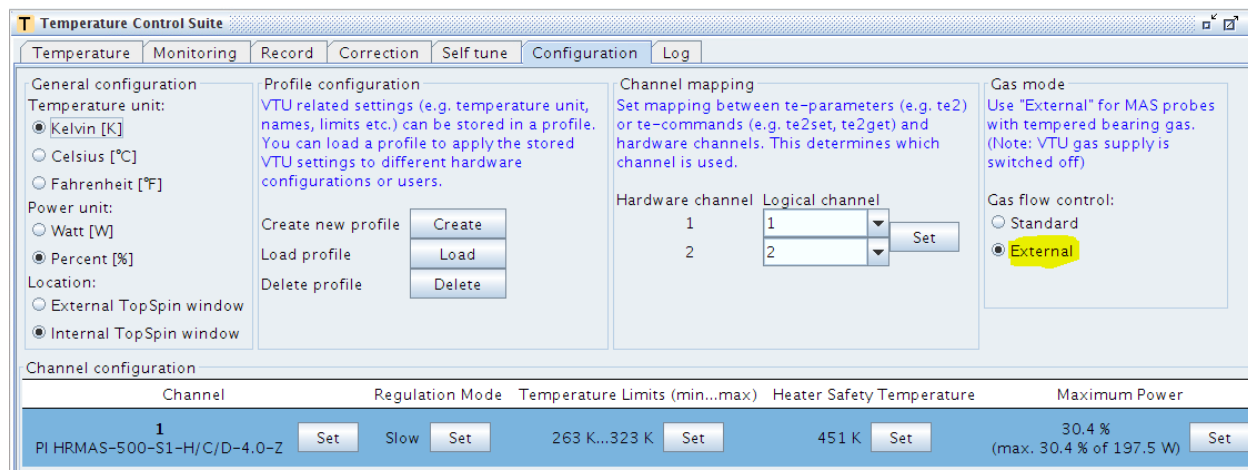 T Temperature Control Suite
Temperature Monitoring Record Correction Self tune Configuration Log
General configuration
Temperature unit:
Kelvin [K]
Celsius [°C]
Fahrenheit [°F]
Power unit:
Watt [W]
Percent [%]
Location:
External TopSpin window
Internal TopSpin window
Profile configuration
VTU related settings (e.g. temperature unit,
names, limits etc.) can be stored in a profile.
You can load a profile to apply the stored
VTU settings to different hardware
configurations or users.
Create new profile Create
Load profile Load
Delete profile Delete
Channel mapping
Set mapping between te-parameters (e.g. te2)
or te-commands (e.g. te2set, te2get) and
hardware channels. This determines which
channel is used.
Hardware channel Logical channel
1 1
2 2
Set
Gas mode
Use "External" for MAS probes
with tempered bearing gas.
(Note: VTU gas supply is
switched off)
Gas flow control:
Standard
External
Channel configuration
Channel Regulation Mode Temperature Limits (min...max) Heater Safety Temperature Maximum Power
1
PI HRMAS-500-S1-H/C/D-4.0-Z Set Slow Set 263 K...323 K Set 451 K Set 30.4 %
(max. 30.4 % of 197.5 W) Set